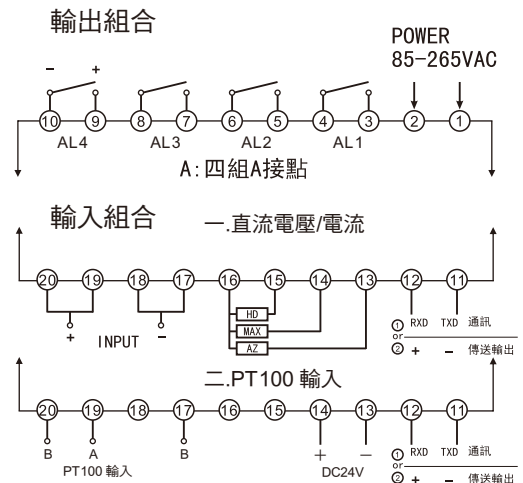 輸出組合
POWER
85-265VAC
- +
⑩ ⑨ ⑧ ⑦ ⑥ ⑤ ④ ③ ② ①
AL4 AL3 AL2 AL1
A:四組A接點
輸入組合 一.直流電壓/電流
⑳ ⑲ ⑱ ⑰ ⑯ ⑮ ⑭ ⑬ ⑫ ⑪
HD
MAX
AZ
+ INPUT -
① RXD TXD 通訊
or
② + - 傳送輸出
二.PT100 輸入
⑳ ⑲ ⑱ ⑰ ⑯ ⑮ ⑭ ⑬ ⑫ ⑪
B A B + -
PT100 輸入 DC24V
① RXD TXD 通訊
or
② + - 傳送輸出